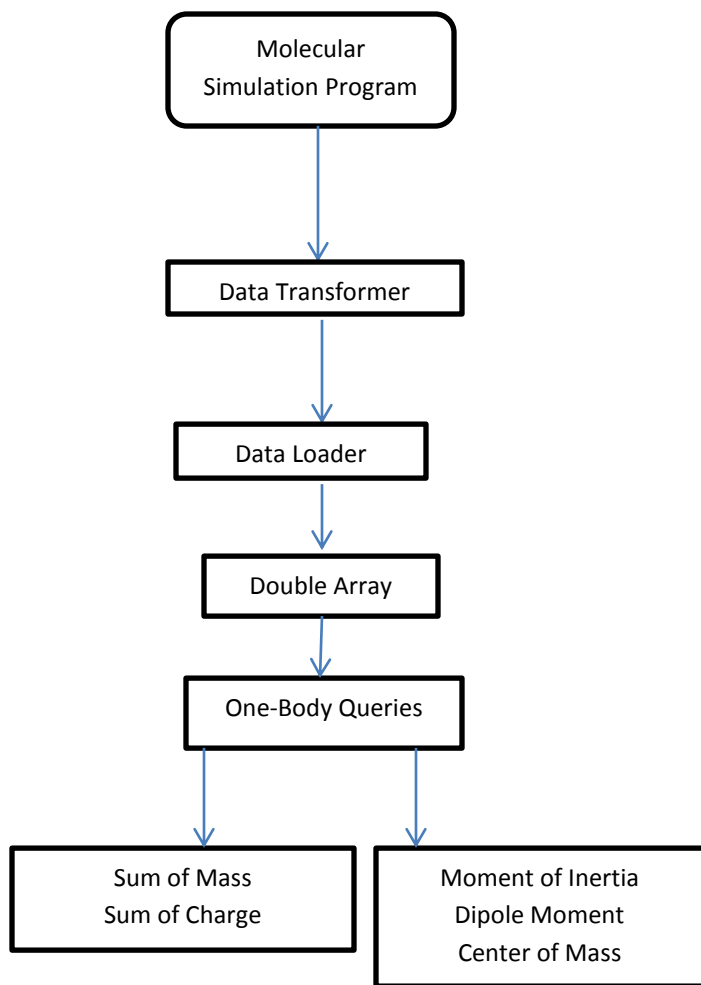 Molecular
Simulation Program
Data Transformer
Data Loader
Double Array
One-Body Queries
Sum of Mass
Sum of Charge
Moment of Inertia
Dipole Moment
Center of Mass